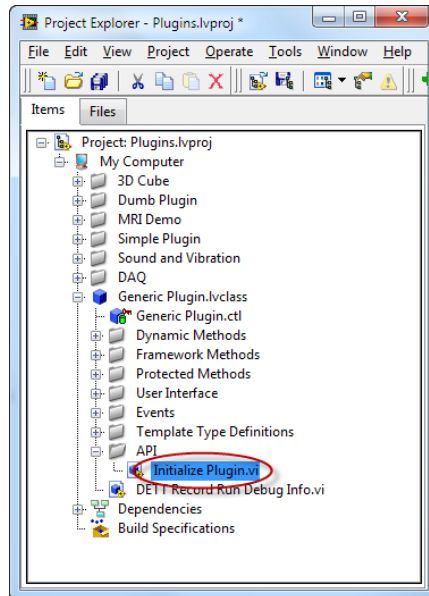 Project Explorer - Plugins.lvproj *
File Edit View Project Operate Tools Window Help
Items Files
Project: Plugins.lvproj
My Computer
3D Cube
Dumb Plugin
MRI Demo
Simple Plugin
Sound and Vibration
DAQ
Generic Plugin.lvclass
Generic Plugin.ctl
Dynamic Methods
Framework Methods
Protected Methods
User Interface
Events
Template Type Definitions
API
Initialize Plugin.vi
DETT Record Run Debug Info.vi
Dependencies
Build Specifications